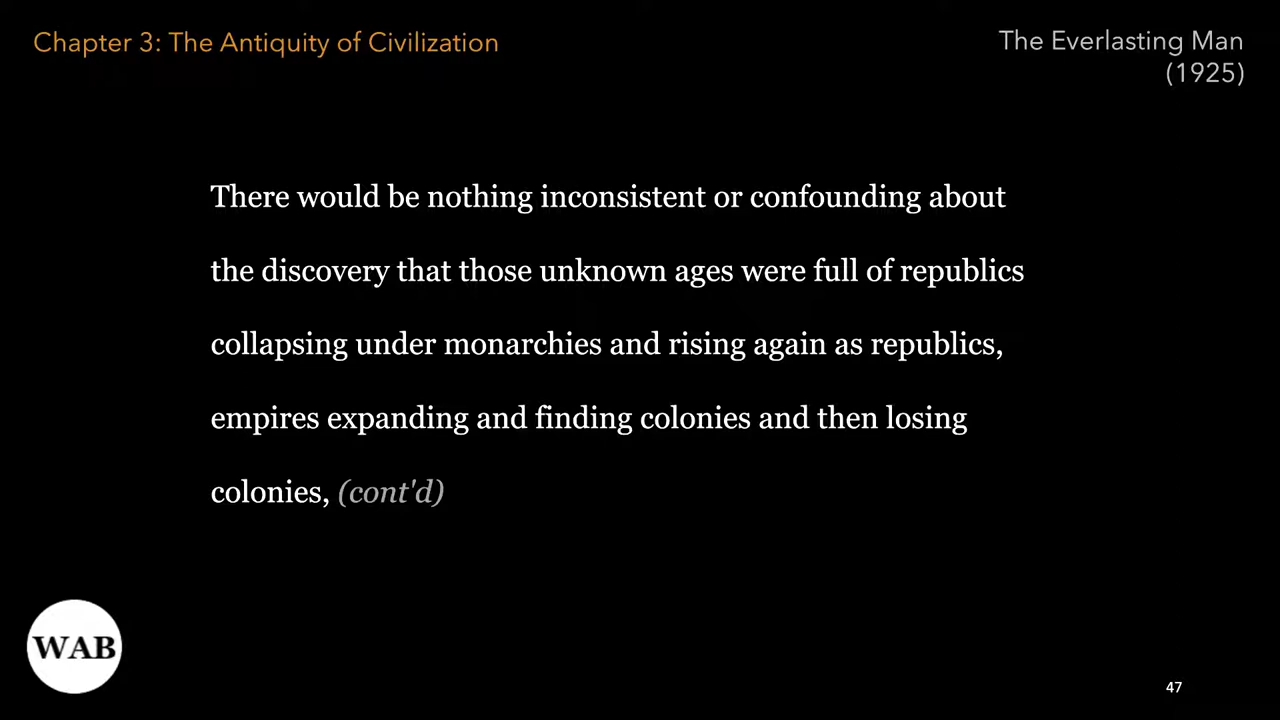 Chapter 3: The Antiquity of Civilization
The Everlasting Man
(1925)
There would be nothing inconsistent or confounding about
the discovery that those unknown ages were full of republics
collapsing under monarchies and rising again as republics,
empires expanding and finding colonies and then losing
colonies, (cont'd)
WAB
47